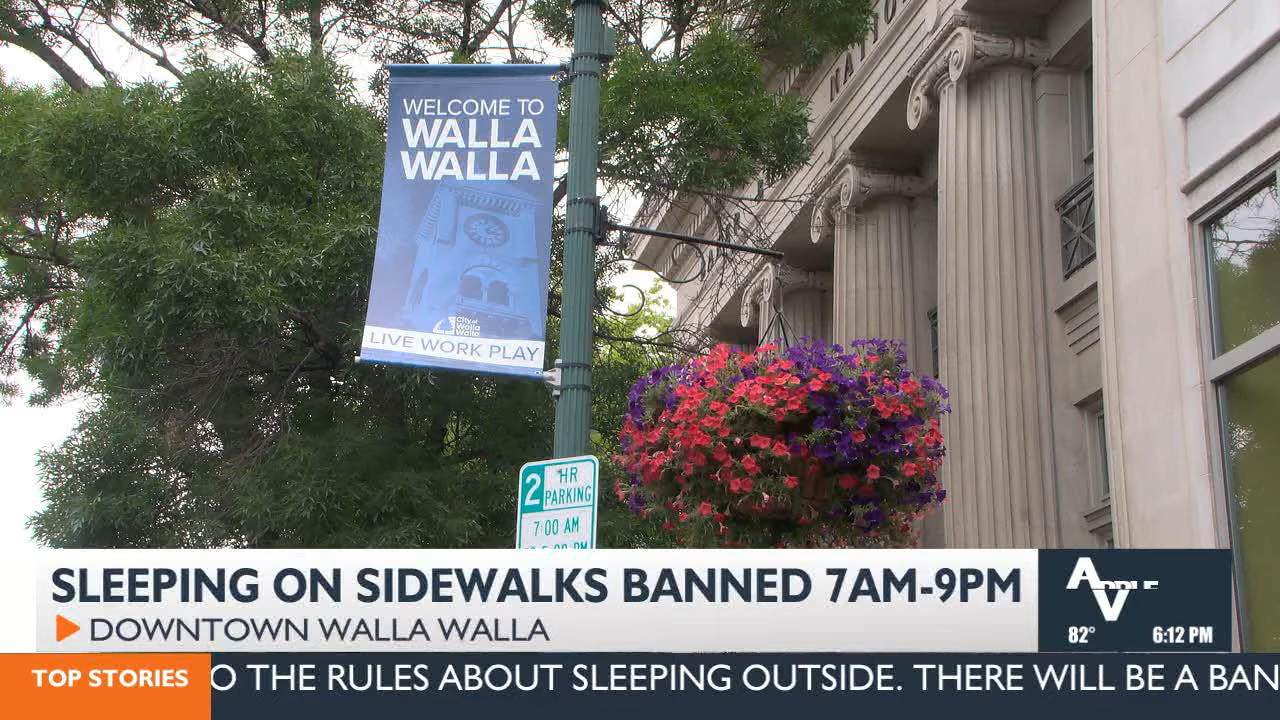 WELCOME TO
WALLA
WALLA
City of
Walla
Walla
LIVE WORK PLAY
2 HR
PARKING
7:00 AM
SLEEPING ON SIDEWALKS BANNED 7AM-9PM
DOWNTOWN WALLA WALLA
82° 6:12 PM
TOP STORIES
O THE RULES ABOUT SLEEPING OUTSIDE. THERE WILL BE A BAN